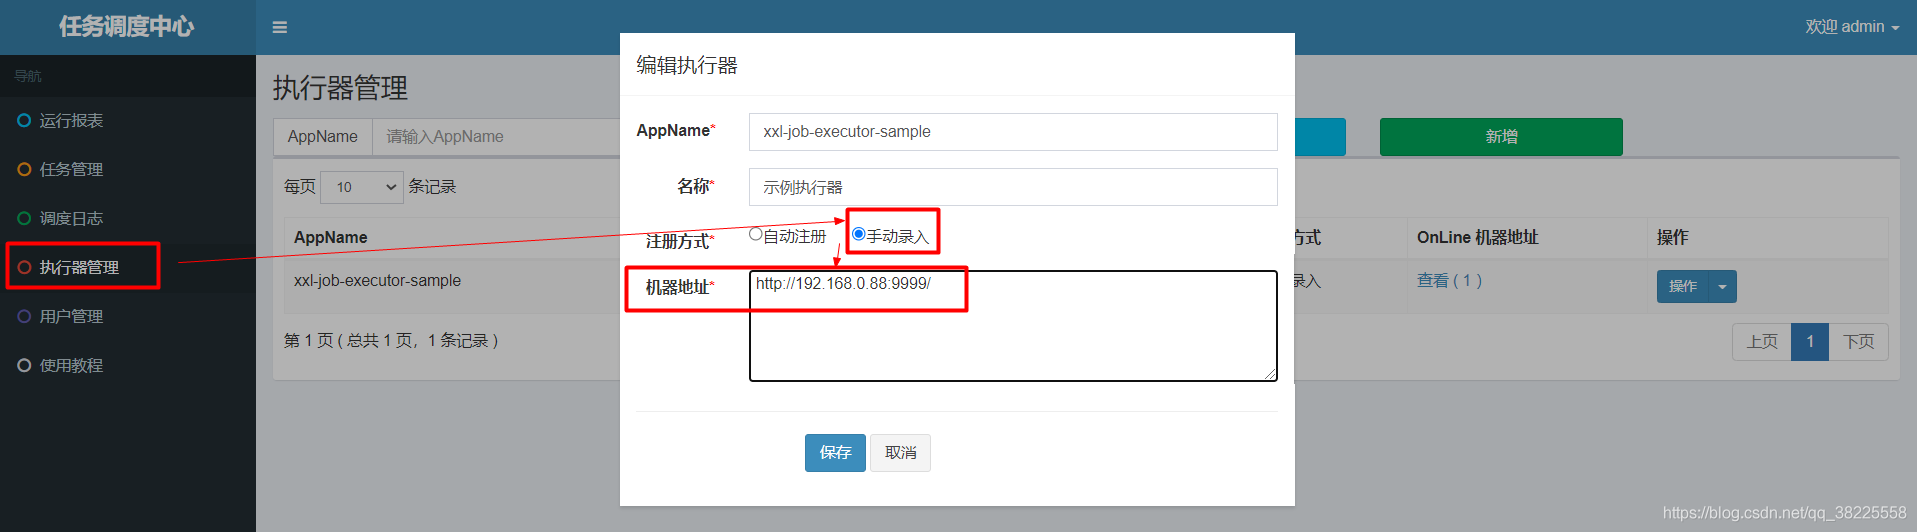 任务调度中心
欢迎 admin
导航
运行报表
任务管理
调度日志
执行器管理
用户管理
使用教程
执行器管理
AppName 请输入AppName
新增
每页 10 条记录
AppName
方式 OnLine 机器地址 操作
xxl-job-executor-sample
录入 查看 ( 1 ) 操作
第 1 页 ( 总共 1 页，1 条记录 )
上页 1 下页
编辑执行器
AppName* xxl-job-executor-sample
名称* 示例执行器
注册方式* 自动注册 手动录入
机器地址* http://192.168.0.88:9999/
保存 取消
https://blog.csdn.net/qq_38225558